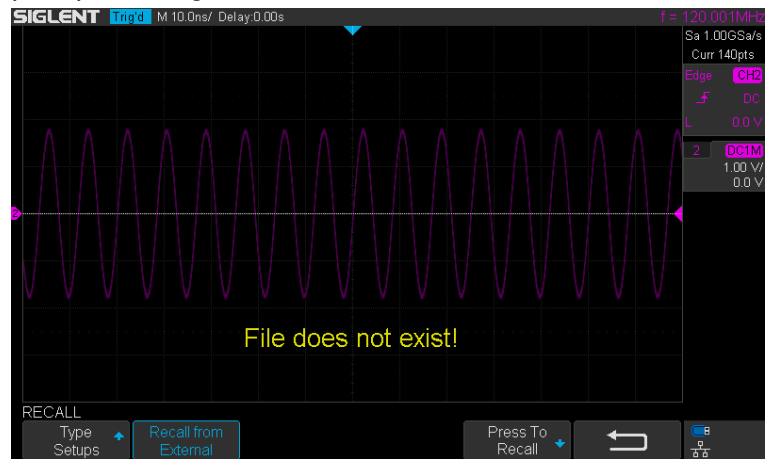 SIGLENT Trig'd M 10.0ns/ Delay:0.00s f = 120.001MHz
Sa 1.00GSa/s
Curr 140pts
Edge CH2
DC
L 0.0 V
2 DC1M
1.00 V/
0.0 V
2
File does not exist!
RECALL
Type
Setups
Recall from
External
Press To
Recall